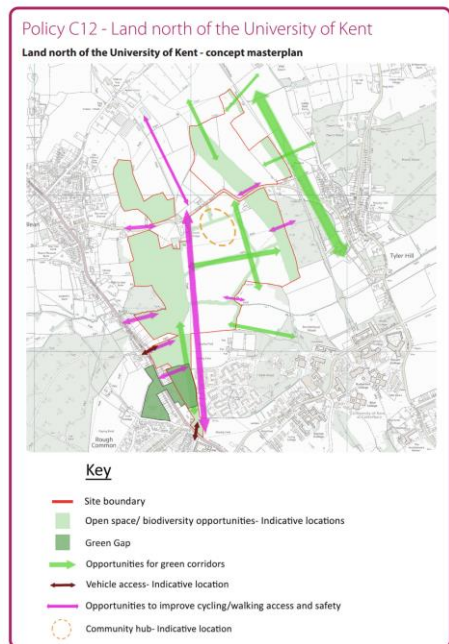 Policy C12 - Land north of the University of Kent
Land north of the University of Kent - concept masterplan
Blean
Tyler Hill
Rough
Common
Key
Site boundary
Open space/ biodiversity opportunities- Indicative locations
Green Gap
Opportunities for green corridors
Vehicle access- Indicative location
Opportunities to improve cycling/walking access and safety
Community hub- Indicative location